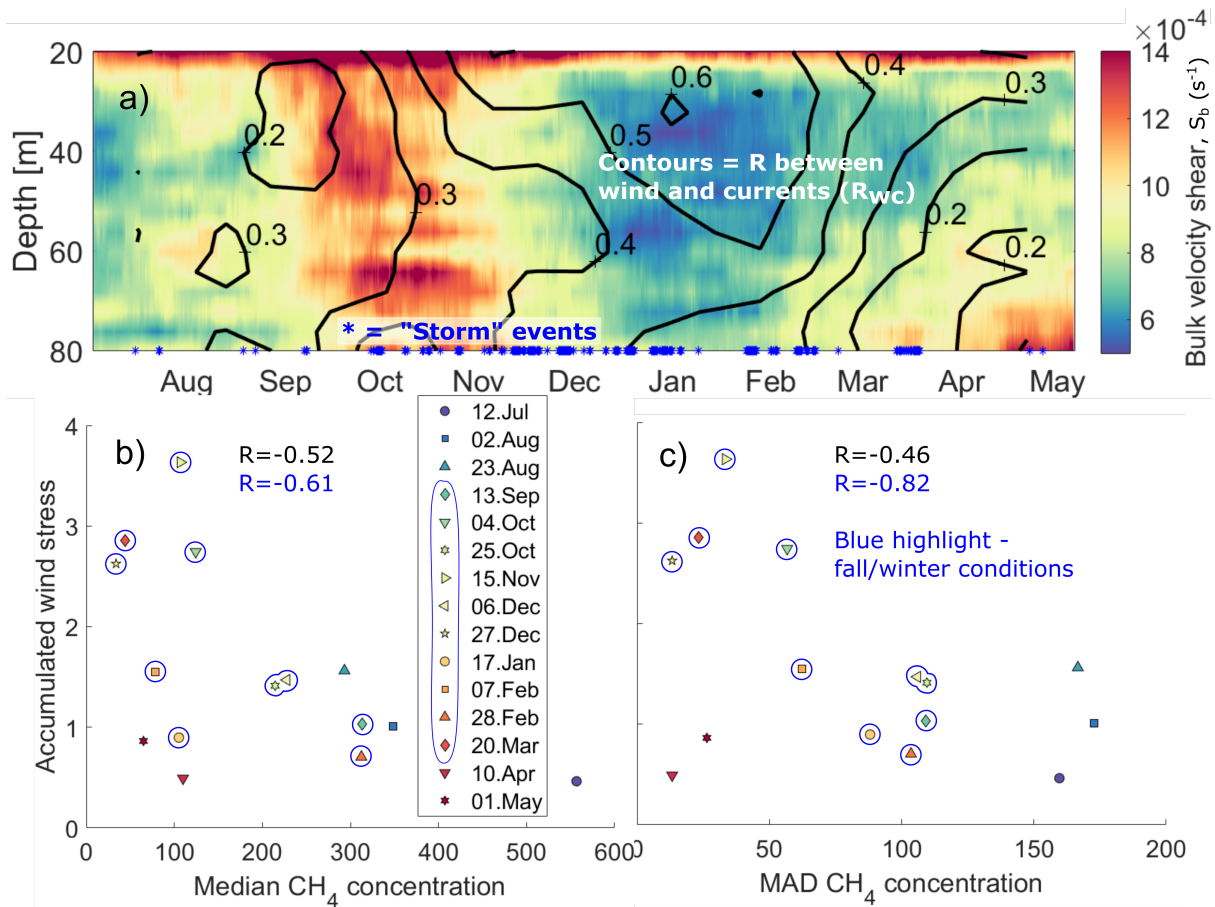 ×10⁻⁴
20
40
60
80
Depth [m]
a)
0.2
0.3
0.3
0.5
0.4
0.6
0.4
0.3
0.2
0.2
Contours = R between
wind and currents (R_WC)
* = "Storm" events
Aug Sep Oct Nov Dec Jan Feb Mar Apr May
14
12
10
8
6
Bulk velocity shear, S_b (s⁻¹)
b)
R=-0.52
R=-0.61
4
3
2
1
0
Accumulated wind stress
0 100 200 300 400 500 600
Median CH₄ concentration
12.Jul
02.Aug
23.Aug
13.Sep
04.Oct
25.Oct
15.Nov
06.Dec
27.Dec
17.Jan
07.Feb
28.Feb
20.Mar
10.Apr
01.May
c)
R=-0.46
R=-0.82
Blue highlight -
fall/winter conditions
0 50 100 150 200
MAD CH₄ concentration